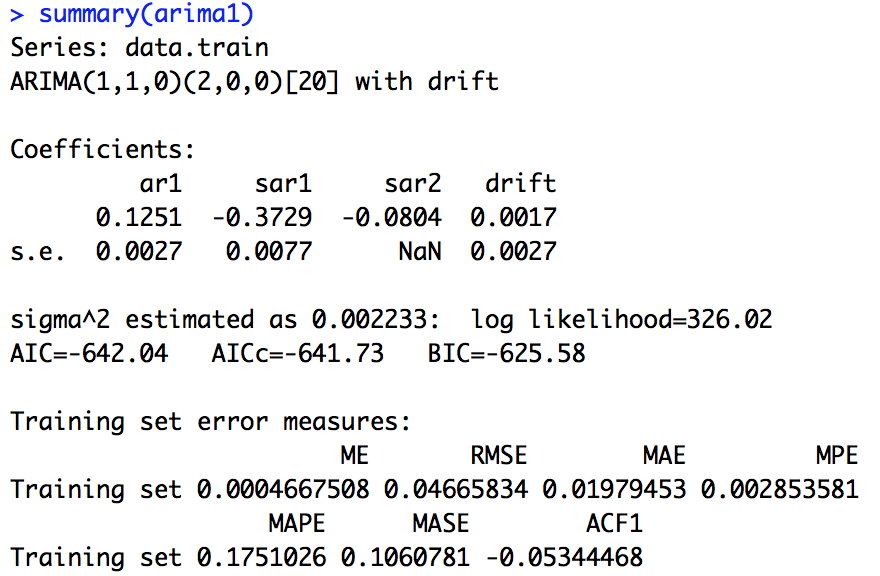 > summary(arima1)
Series: data.train
ARIMA(1,1,0)(2,0,0)[20] with drift
Coefficients:
ar1 sar1 sar2 drift
0.1251 -0.3729 -0.0804 0.0017
s.e. 0.0027 0.0077 NaN 0.0027
sigma^2 estimated as 0.002233: log likelihood=326.02
AIC=-642.04 AICc=-641.73 BIC=-625.58
Training set error measures:
ME RMSE MAE MPE
Training set 0.0004667508 0.04665834 0.01979453 0.002853581
MAPE MASE ACF1
Training set 0.1751026 0.1060781 -0.05344468